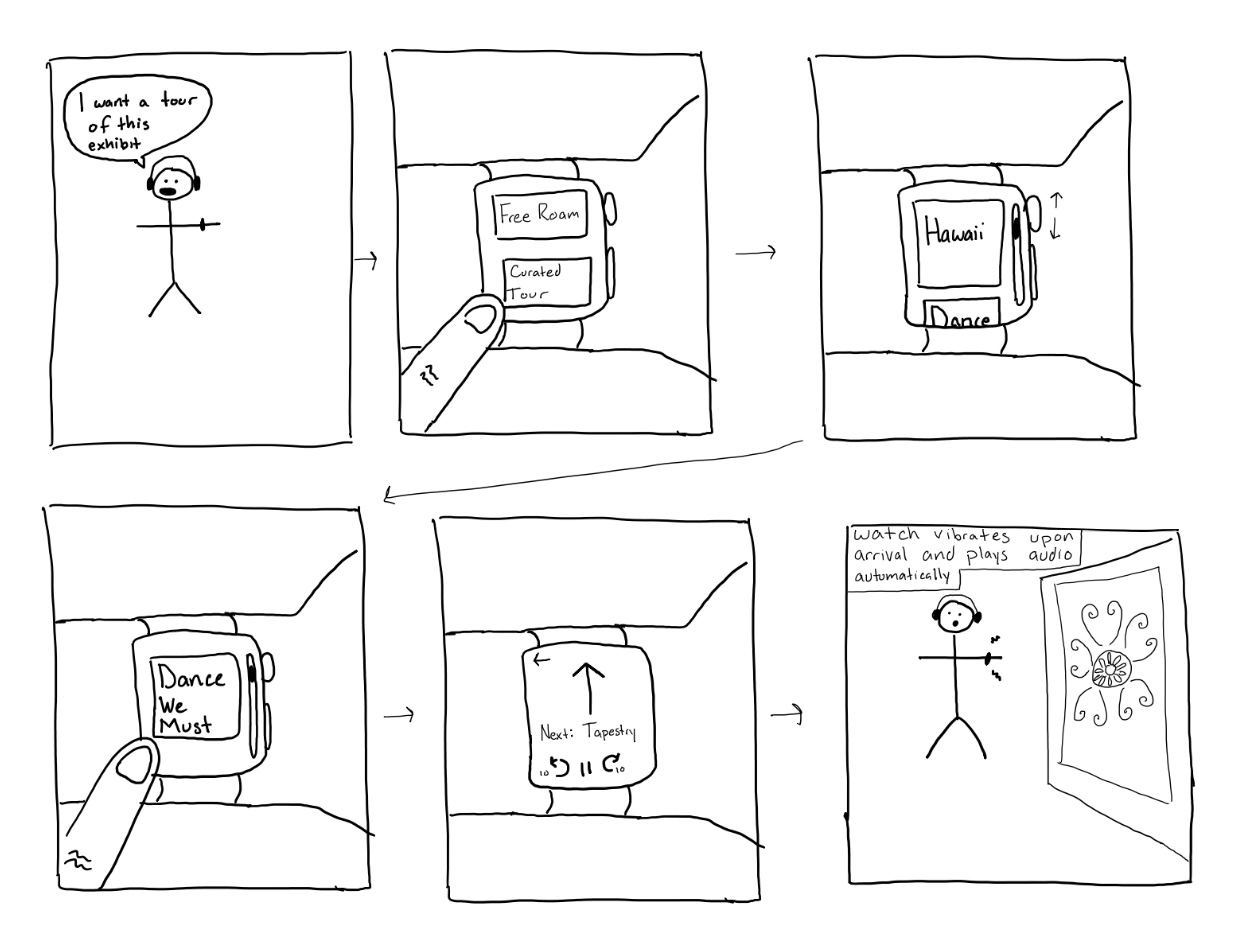 I want a tour
of this
exhibit
Free Roam
Curated
Tour
Hawaii
Dance
Dance
We
Must
Next: Tapestry
10
10
watch vibrates upon
arrival and plays audio
automatically